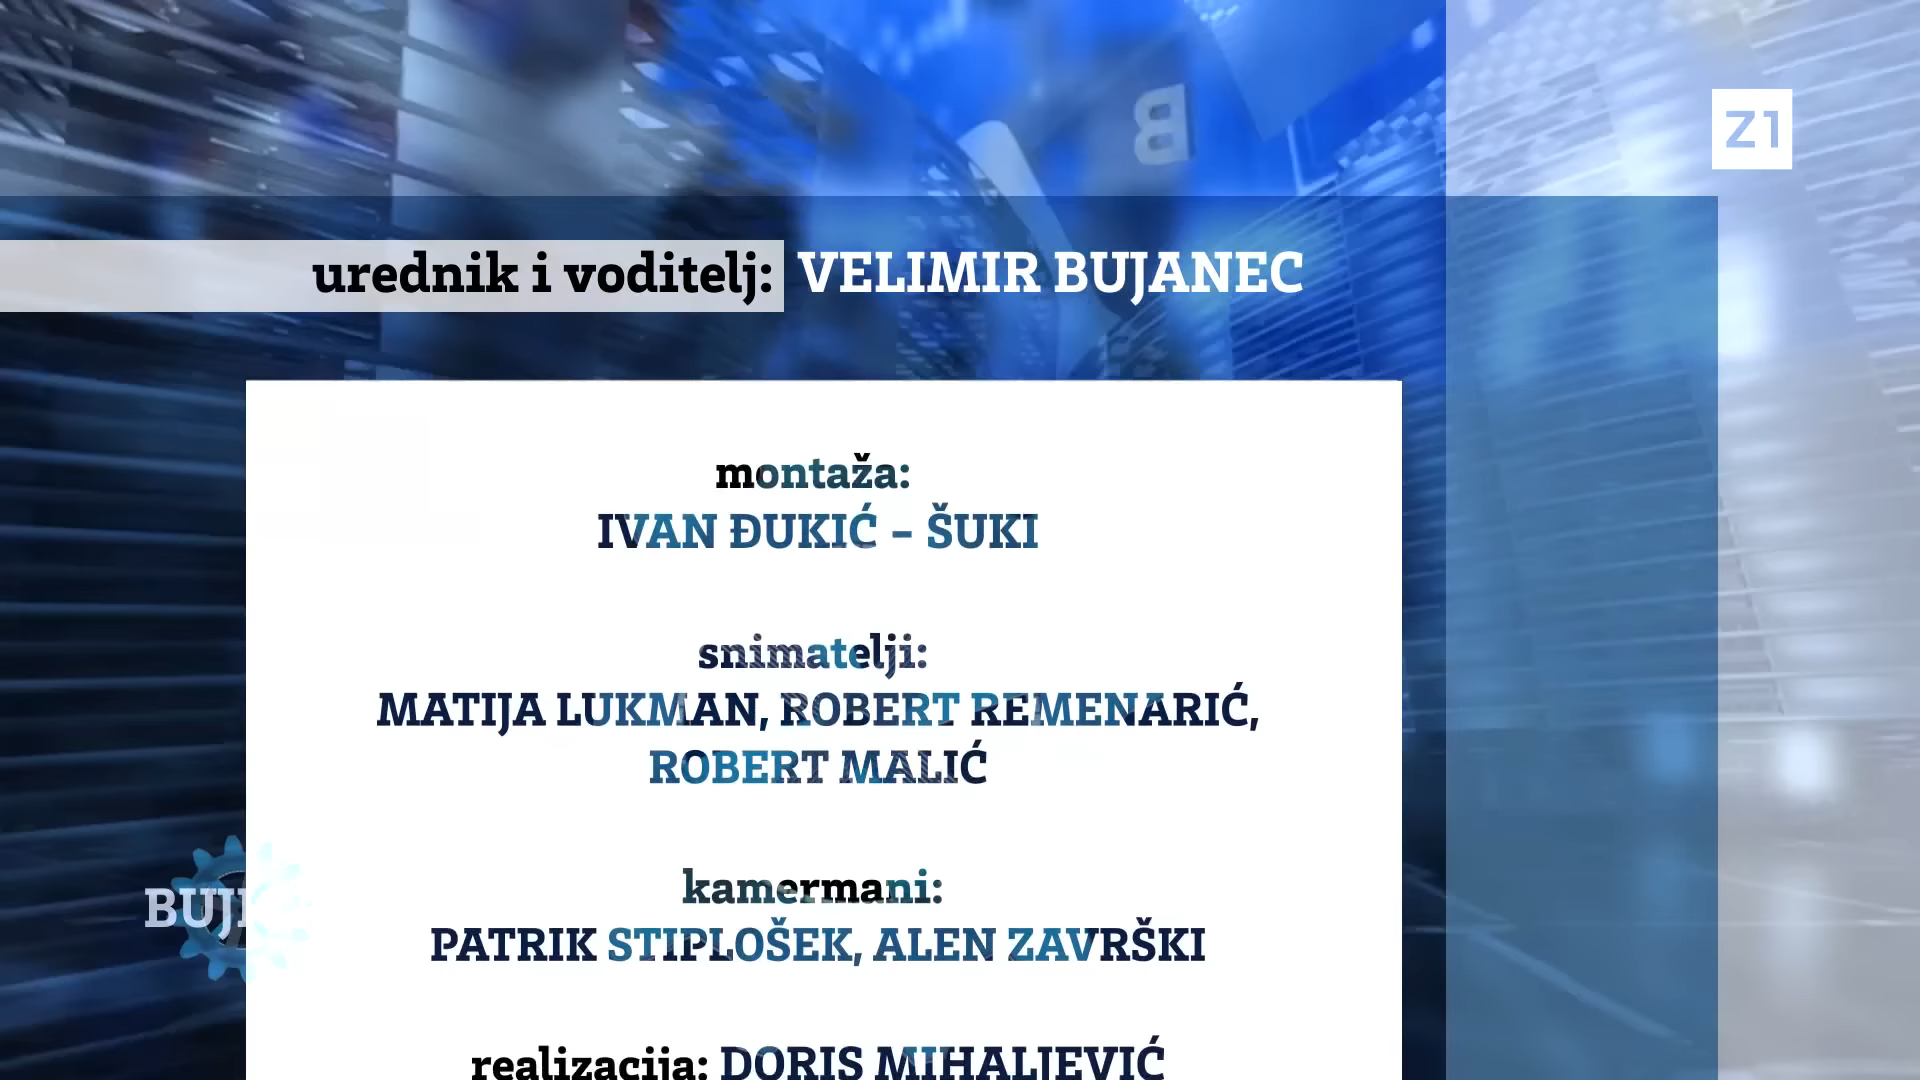 Z1
B
urednik i voditelj: VELIMIR BUJANEC
montaža:
IVAN ĐUKIĆ – ŠUKI
snimatelji:
MATIJA LUKMAN, ROBERT REMENARIĆ,
ROBERT MALIĆ
kamermani:
PATRIK STIPLOŠEK, ALEN ZAVRŠKI
BUJ
realizacija: DORIS MIHALJEVIĆ